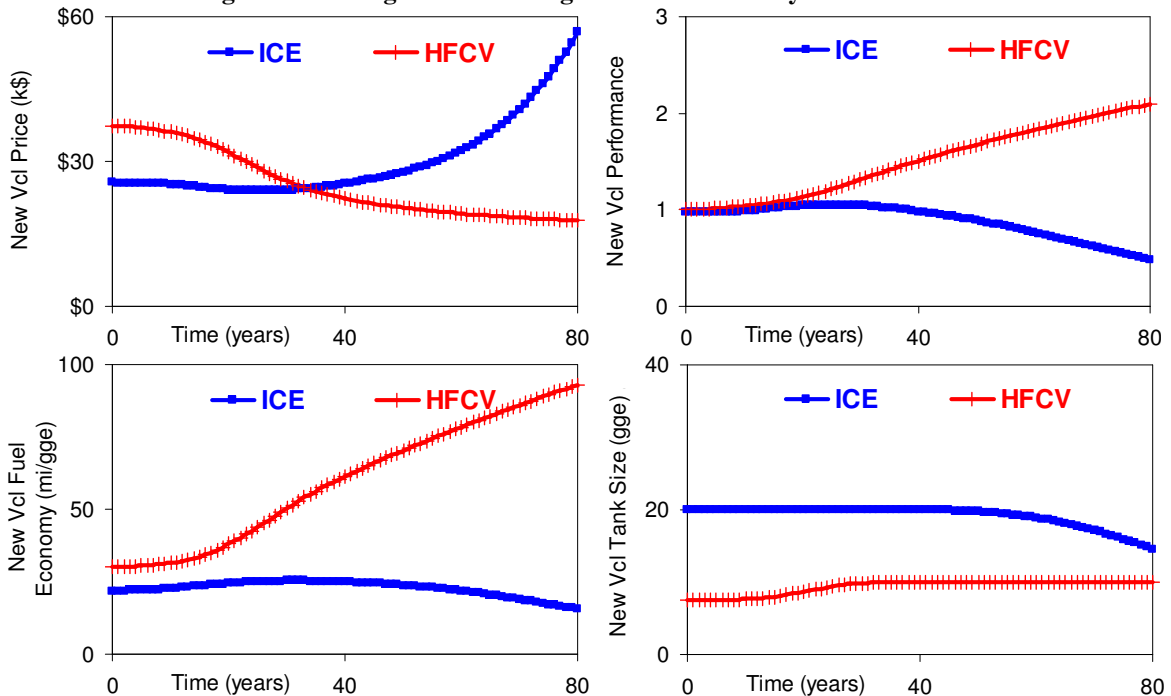 $60
$30
$0
New Vcl Price (k$)
ICE
HFCV
0
Time (years)
40
80
3
2
1
0
New Vcl Performance
ICE
HFCV
0
Time (years)
40
80
100
50
0
New Vcl Fuel
Economy (mi/gge)
ICE
HFCV
0
Time (years)
40
80
40
20
0
New Vcl Tank Size (gge)
ICE
HFCV
0
Time (years)
40
80